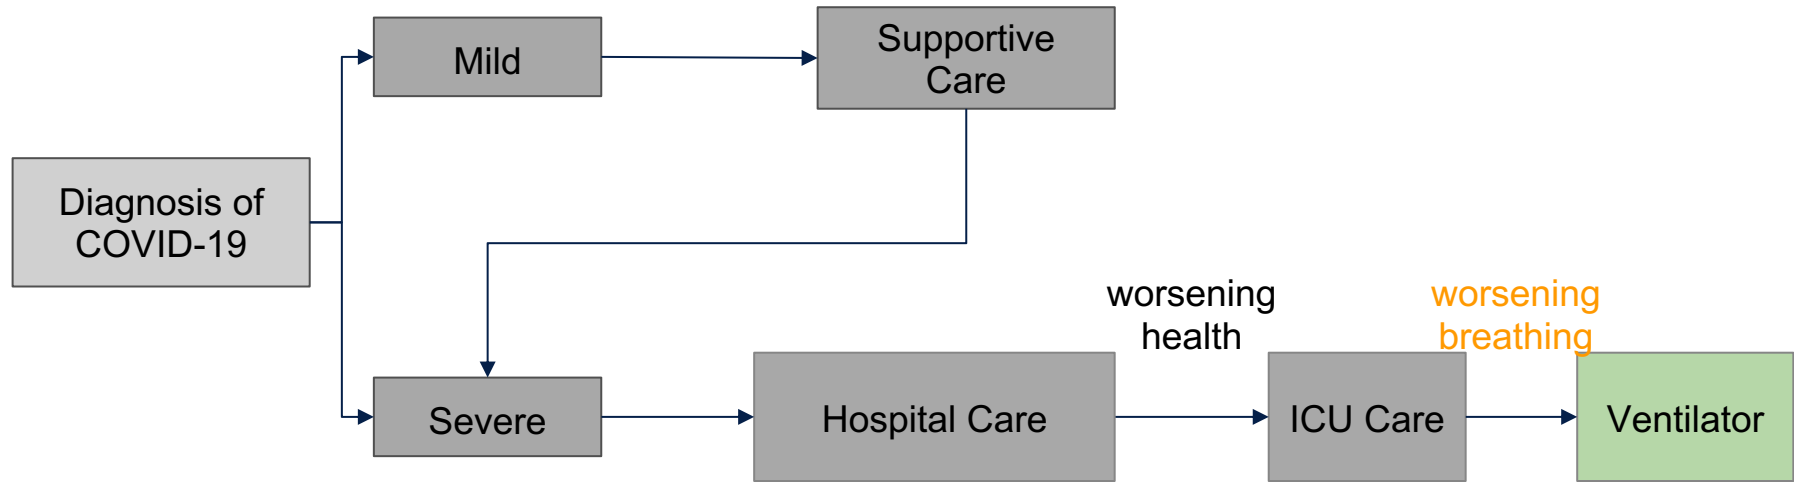 Mild
Supportive
Care
Diagnosis of
COVID-19
worsening
health
worsening
breathing
Severe
Hospital Care
ICU Care
Ventilator